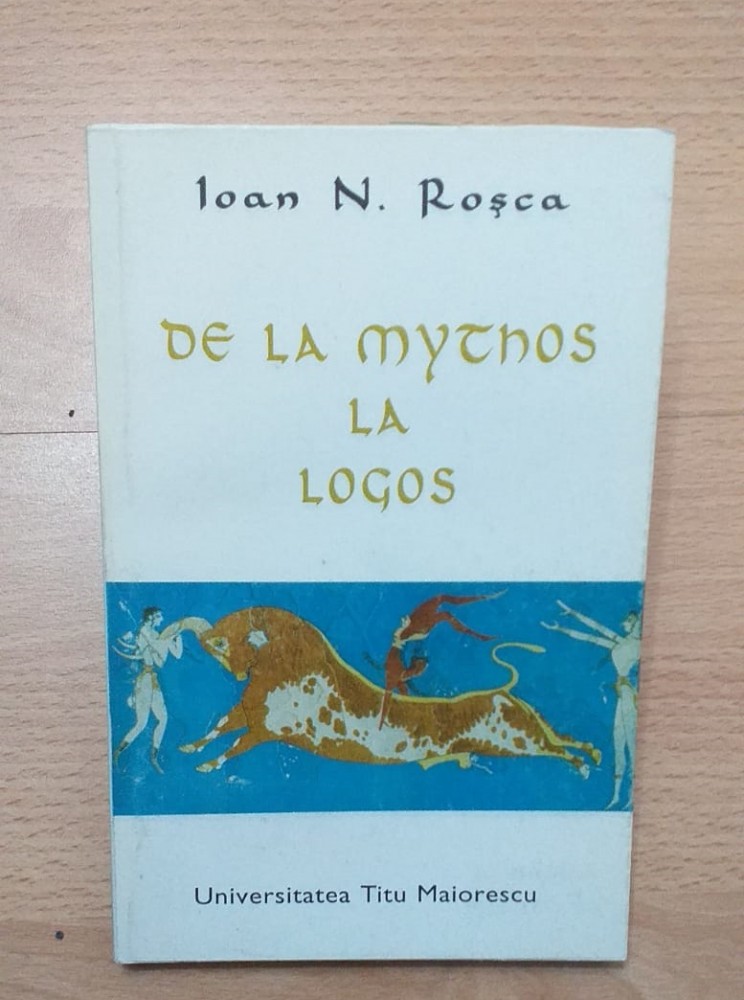 Ioan N. Roşca
DE LA MYTHOS
LA
LOGOS
Universitatea Titu Maiorescu